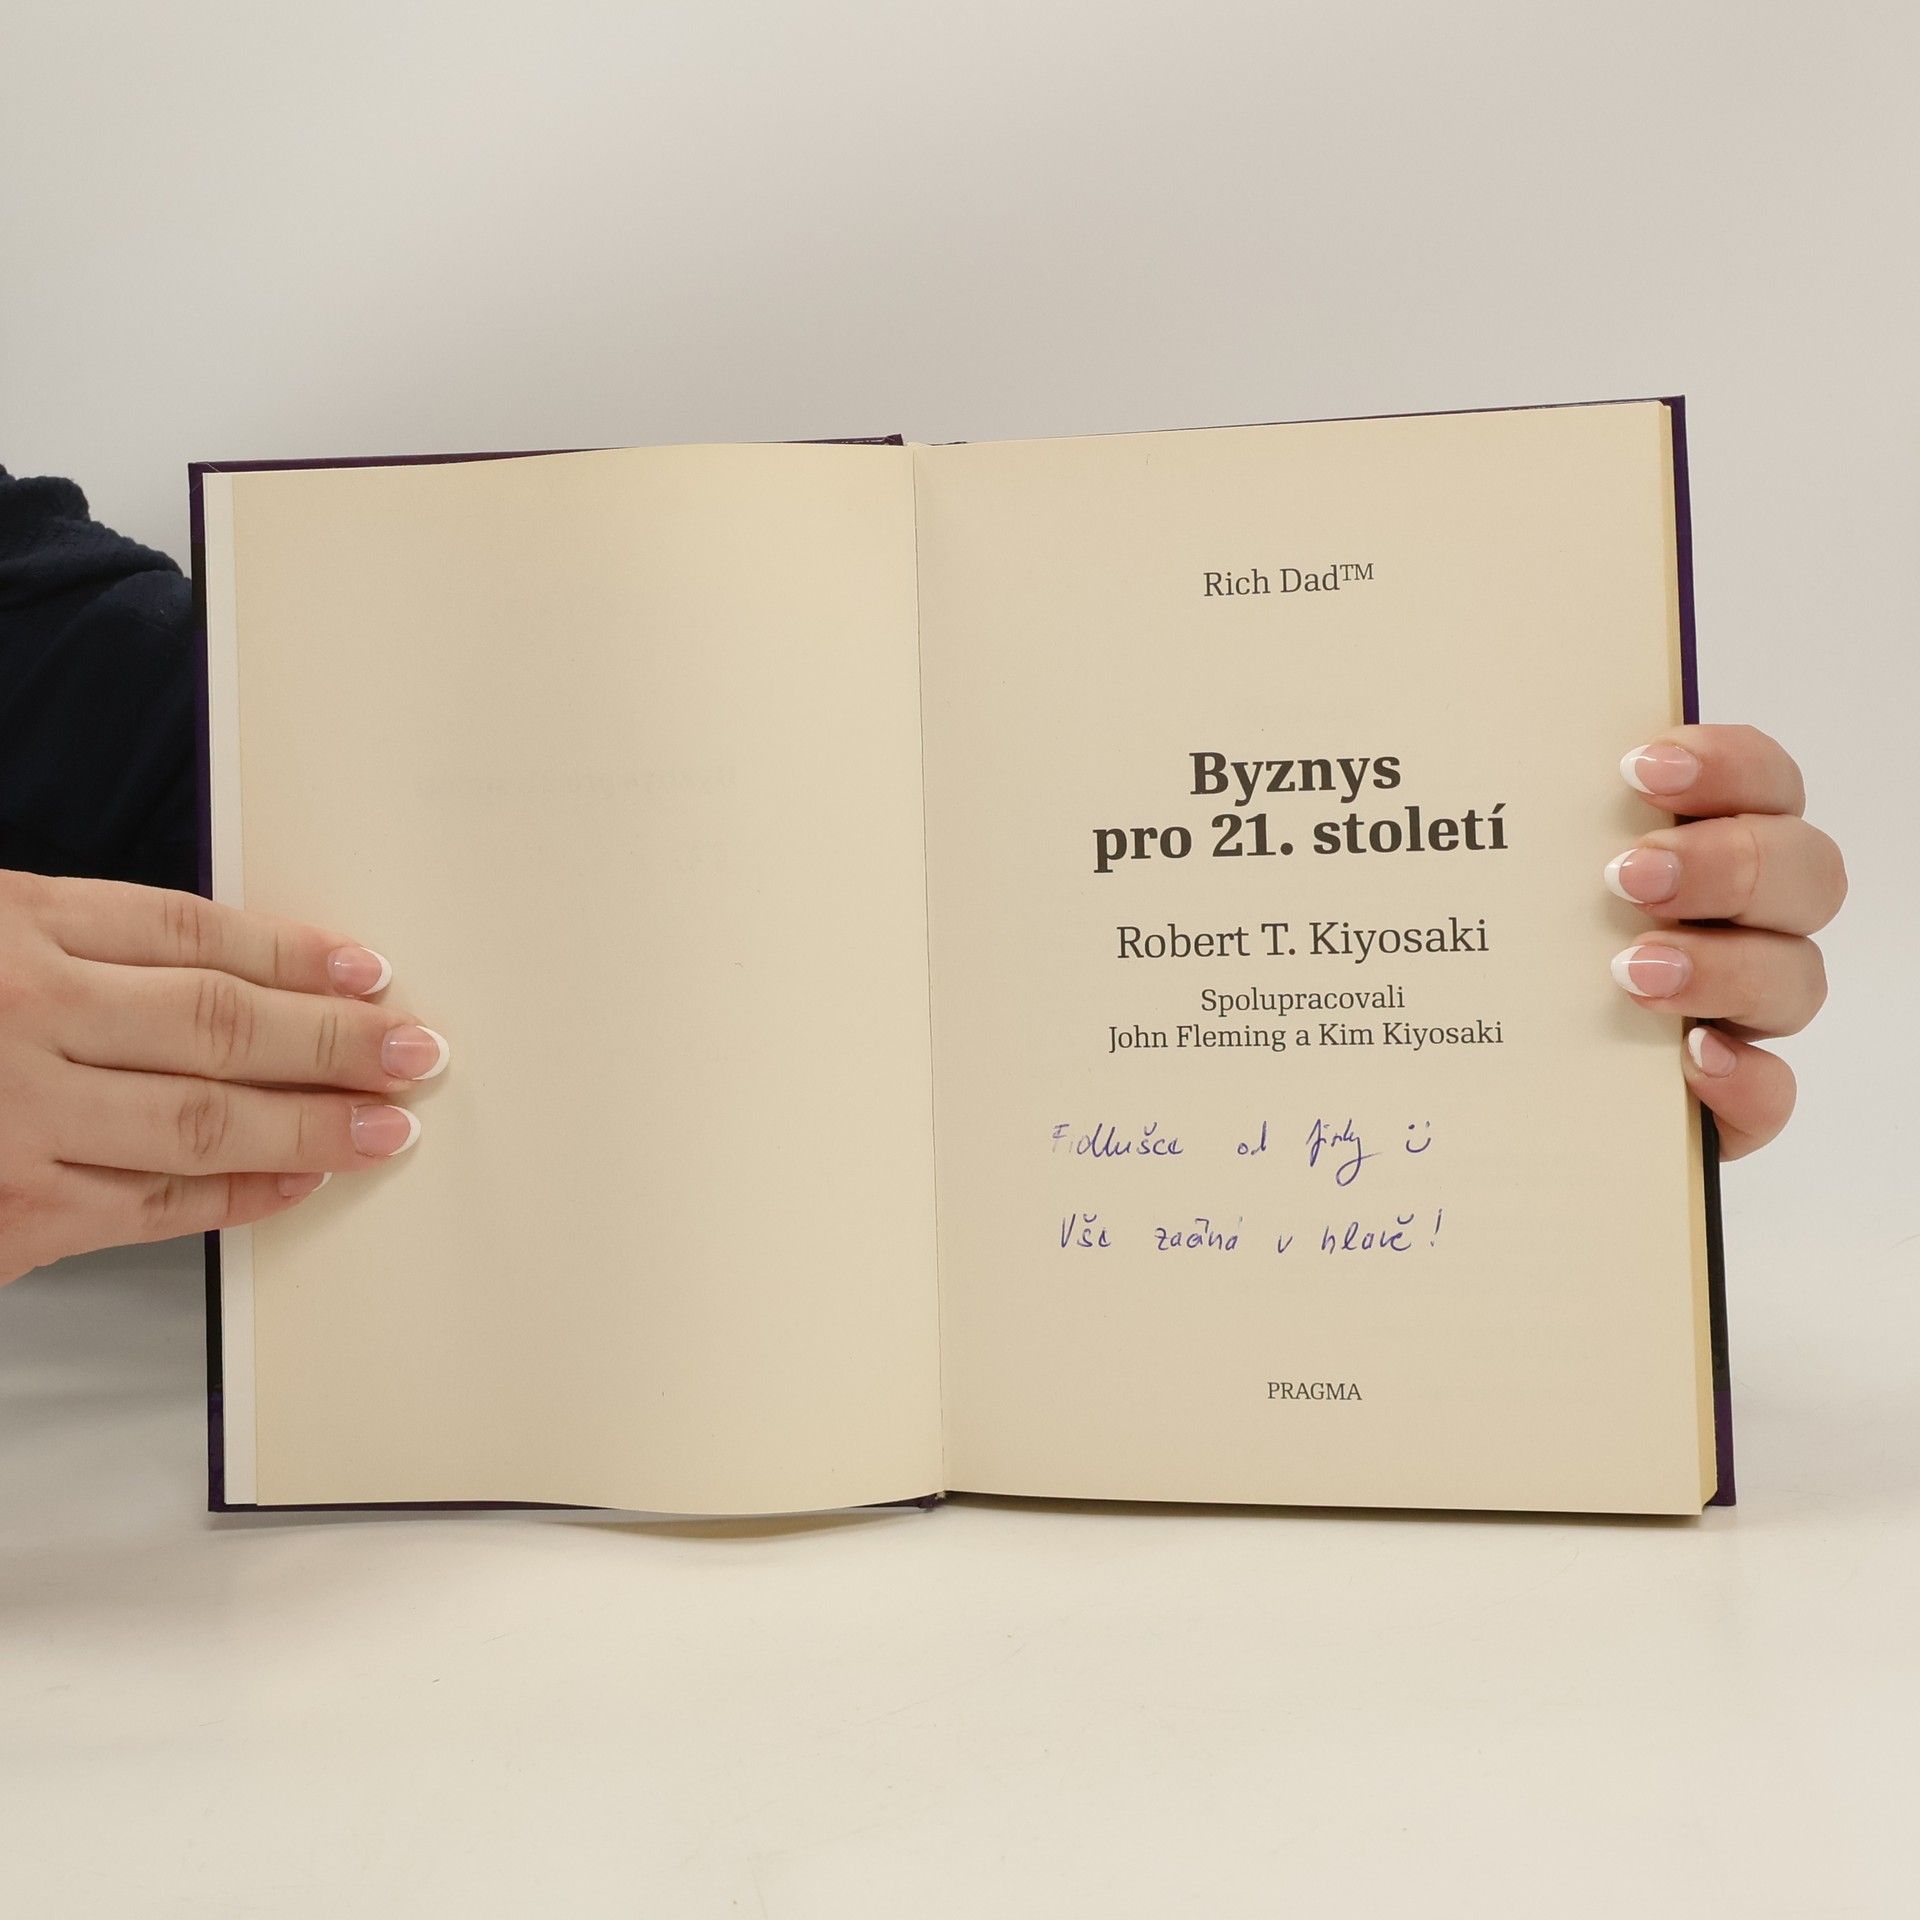 Rich Dad™
Byznys
pro 21. století
Robert T. Kiyosaki
Spolupracovali
John Fleming a Kim Kiyosaki
Fidlušce od Jirky
Vše začíná v hlavě!
PRAGMA